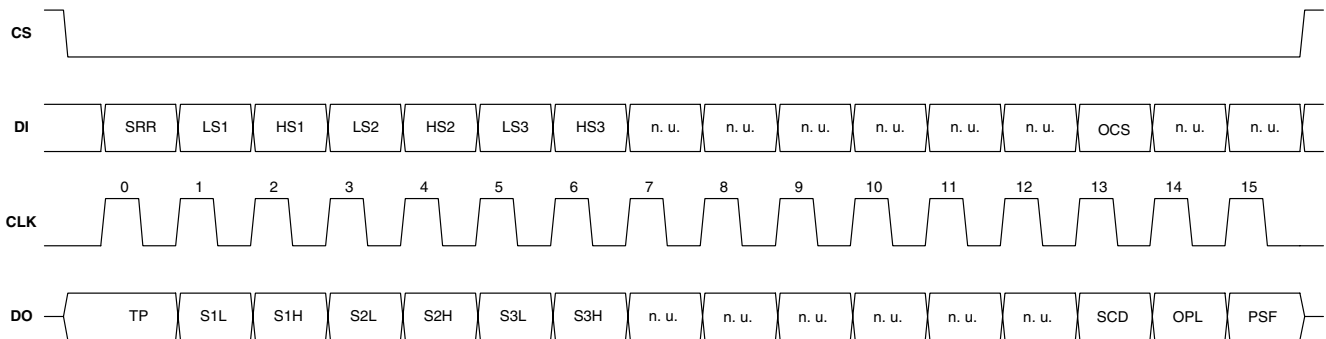 CS
DI SRR LS1 HS1 LS2 HS2 LS3 HS3 n. u. n. u. n. u. n. u. n. u. n. u. OCS n. u. n. u.
0 1 2 3 4 5 6 7 8 9 10 11 12 13 14 15
CLK
DO TP S1L S1H S2L S2H S3L S3H n. u. n. u. n. u. n. u. n. u. n. u. SCD OPL PSF